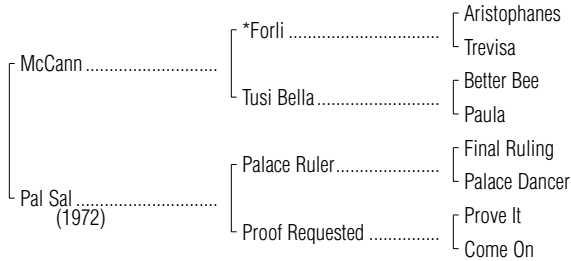 Aristophanes
*Forli ........................................
Trevisa
McCann ..................................
Better Bee
Tusi Bella .................................
Paula
Final Ruling
Palace Ruler ............................
Palace Dancer
Pal Sal ....................................
(1972)
Prove It
Proof Requested ...................
Come On